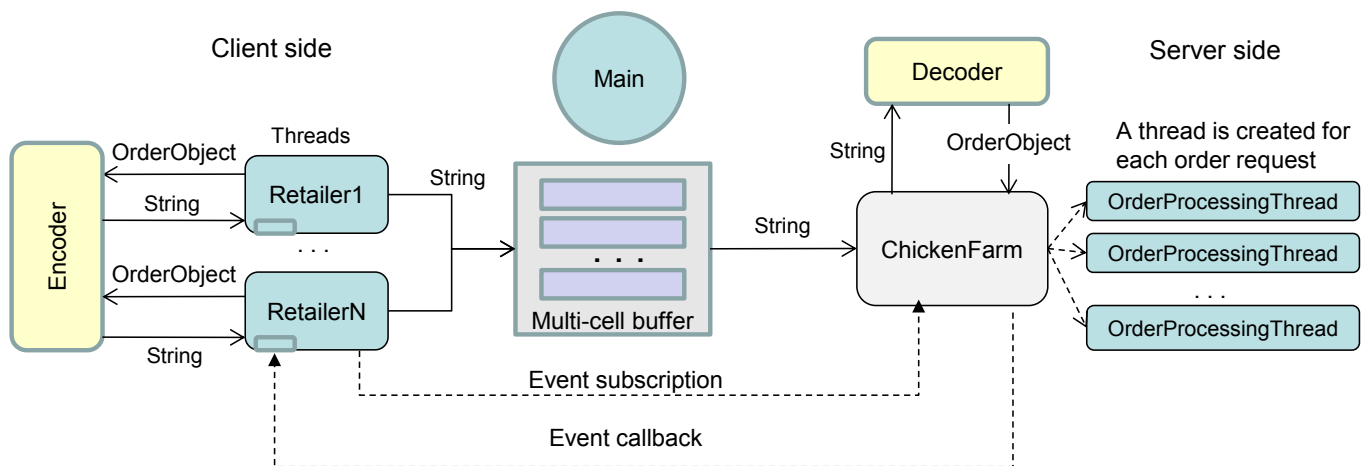 Client side
Main
Decoder
Server side
Threads
OrderObject
Retailer1
String
String
Encoder
. . .
OrderObject
RetailerN
String
. . .
Multi-cell buffer
String
String
OrderObject
ChickenFarm
A thread is created for
each order request
OrderProcessingThread
OrderProcessingThread
. . .
OrderProcessingThread
Event subscription
Event callback